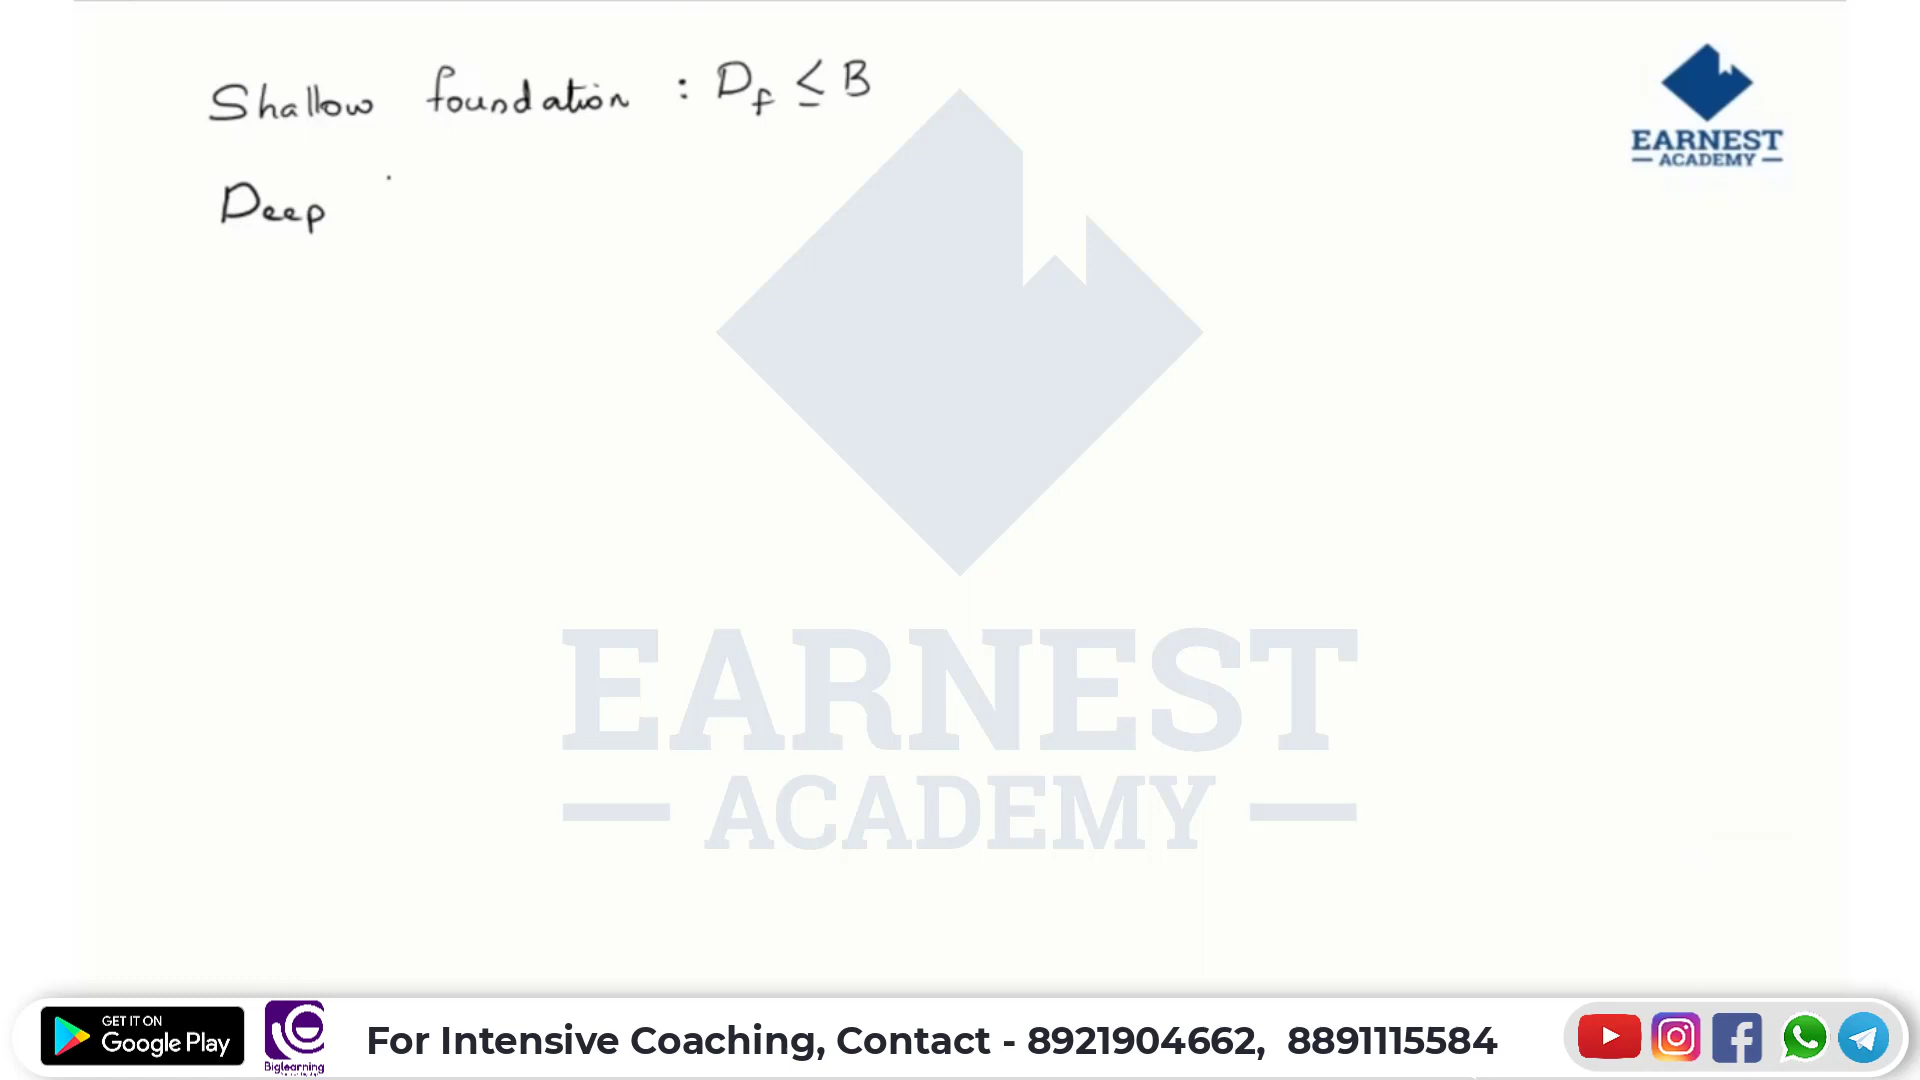 Shallow foundation : Df ≤ B
Deep
EARNEST
ACADEMY
EARNEST
ACADEMY
GET IT ON
Google Play
Biglearning
For Intensive Coaching, Contact - 8921904662, 8891115584